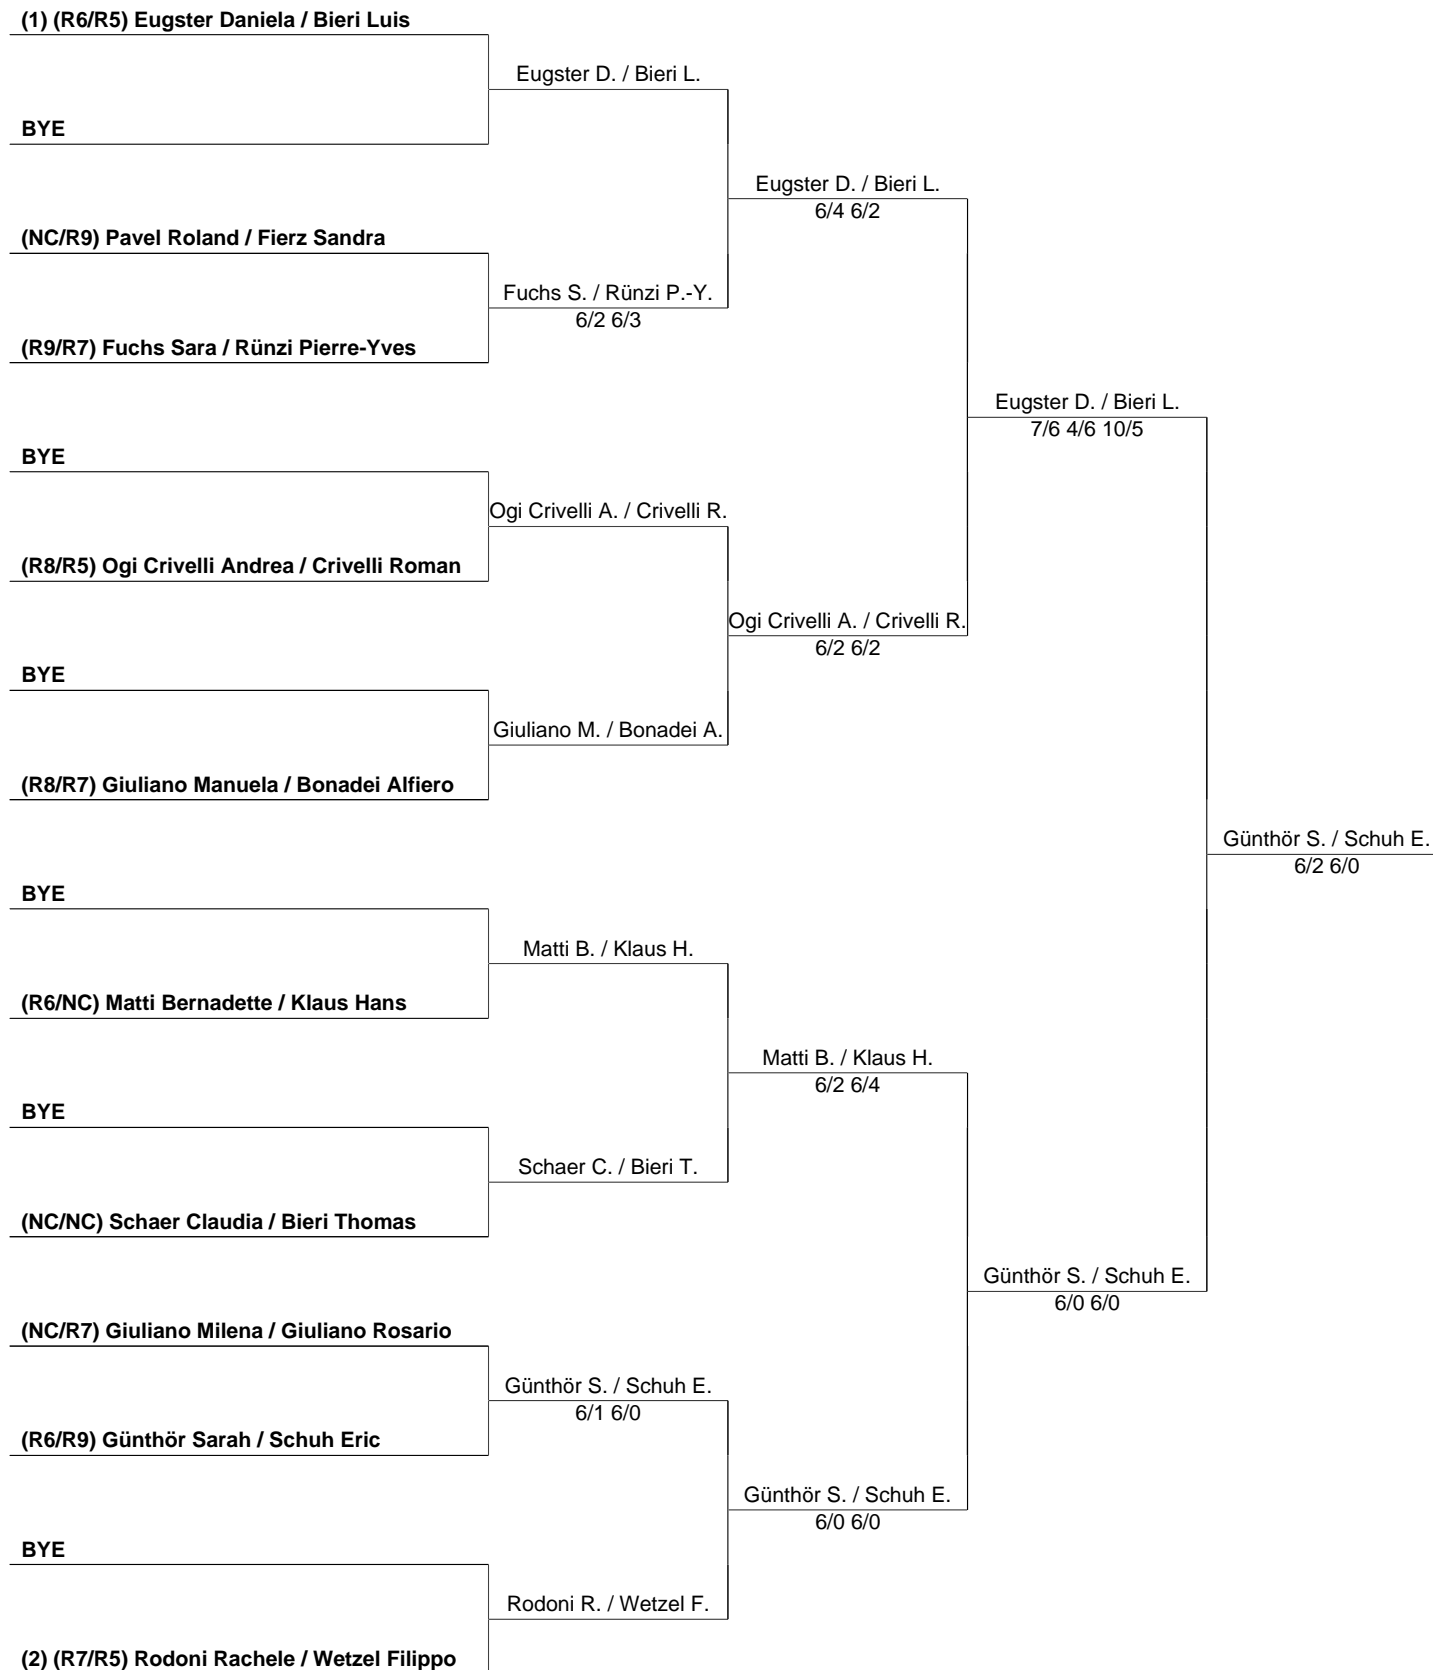 (1) (R6/R5) Eugster Daniela / Bieri Luis
Eugster D. / Bieri L.
BYE
Eugster D. / Bieri L.
6/4 6/2
(NC/R9) Pavel Roland / Fierz Sandra
Fuchs S. / Rünzi P.-Y.
6/2 6/3
(R9/R7) Fuchs Sara / Rünzi Pierre-Yves
Eugster D. / Bieri L.
7/6 4/6 10/5
BYE
Ogi Crivelli A. / Crivelli R.
(R8/R5) Ogi Crivelli Andrea / Crivelli Roman
Ogi Crivelli A. / Crivelli R.
6/2 6/2
BYE
Giuliano M. / Bonadei A.
(R8/R7) Giuliano Manuela / Bonadei Alfiero
Günthör S. / Schuh E.
6/2 6/0
BYE
Matti B. / Klaus H.
(R6/NC) Matti Bernadette / Klaus Hans
Matti B. / Klaus H.
6/2 6/4
BYE
Schaer C. / Bieri T.
(NC/NC) Schaer Claudia / Bieri Thomas
Günthör S. / Schuh E.
6/0 6/0
(NC/R7) Giuliano Milena / Giuliano Rosario
Günthör S. / Schuh E.
6/1 6/0
(R6/R9) Günthör Sarah / Schuh Eric
Günthör S. / Schuh E.
6/0 6/0
BYE
Rodoni R. / Wetzel F.
(2) (R7/R5) Rodoni Rachele / Wetzel Filippo